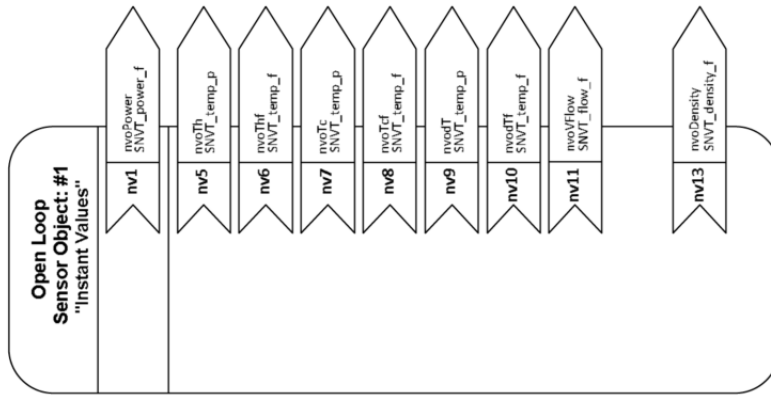 Open Loop
Sensor Object: #1
"Instant Values"
nv1
nvoPower
SNVT_power_f
nv5
nvoTh
SNVT_temp_p
nv6
nvoThf
SNVT_temp_f
nv7
nvoTc
SNVT_temp_p
nv8
nvoTcf
SNVT_temp_f
nv9
nvodT
SNVT_temp_p
nv10
nvodTf
SNVT_temp_f
nv11
nvoVFlow
SNVT_flow_f
nv13
nvoDensity
SNVT_density_f